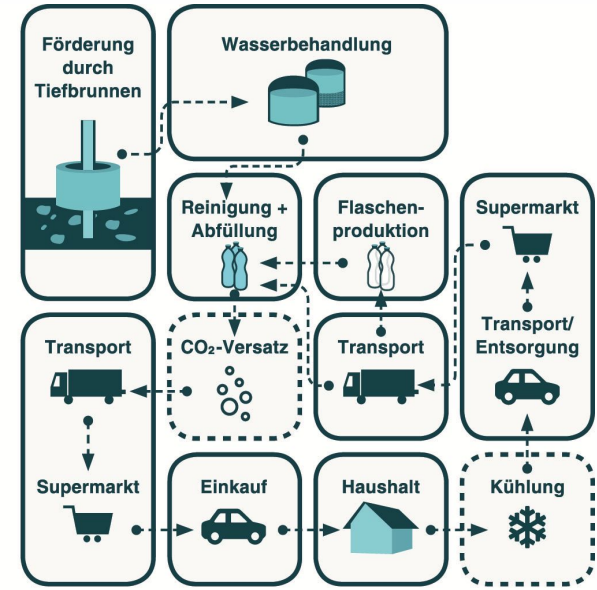 Förderung
durch
Tiefbrunnen
Wasserbehandlung
Reinigung +
Abfüllung
Flaschen-
produktion
Supermarkt
Transport/
Entsorgung
Transport
CO₂-Versatz
Transport
Supermarkt
Einkauf
Haushalt
Kühlung